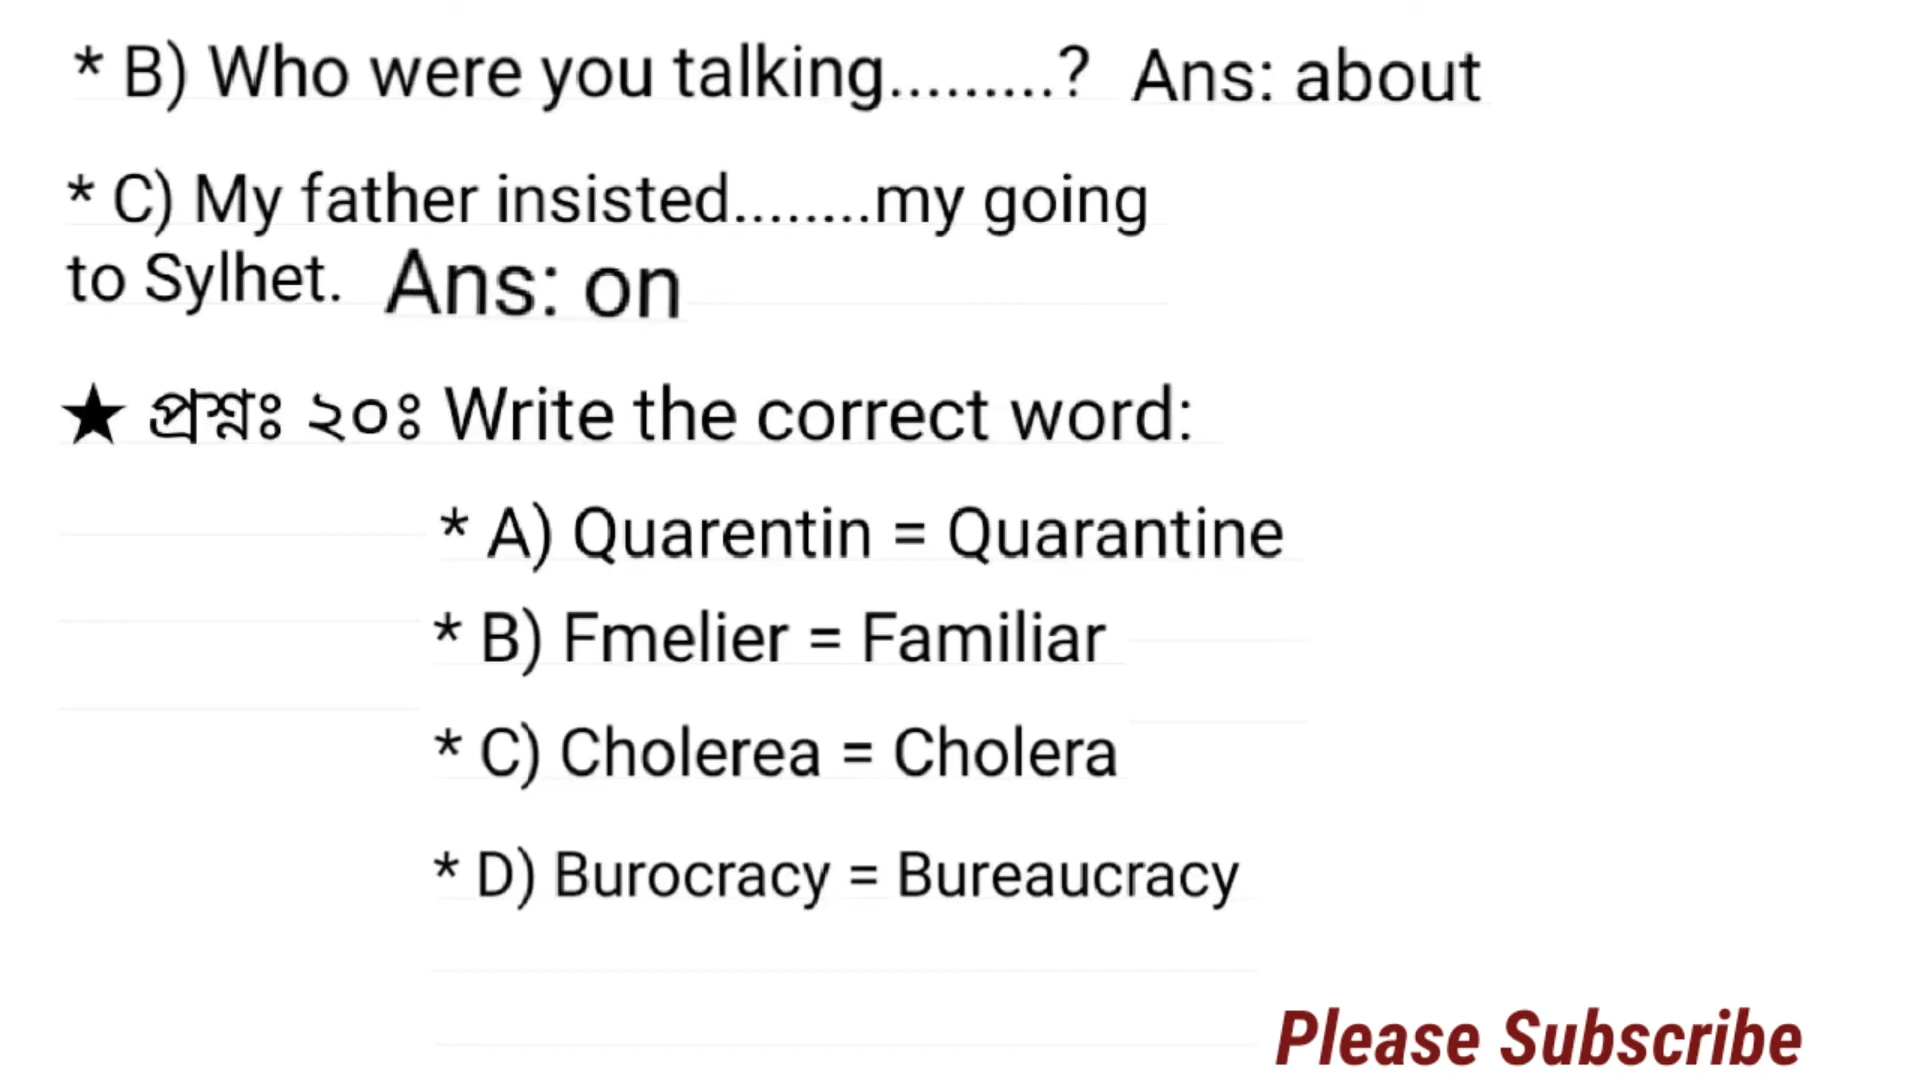 * B) Who were you talking.........? Ans: about
* C) My father insisted........my going
to Sylhet. Ans: on
★ প্রশ্নঃ ২০ঃ Write the correct word:
* A) Quarentin = Quarantine
* B) Fmelier = Familiar
* C) Cholerea = Cholera
* D) Burocracy = Bureaucracy
Please Subscribe